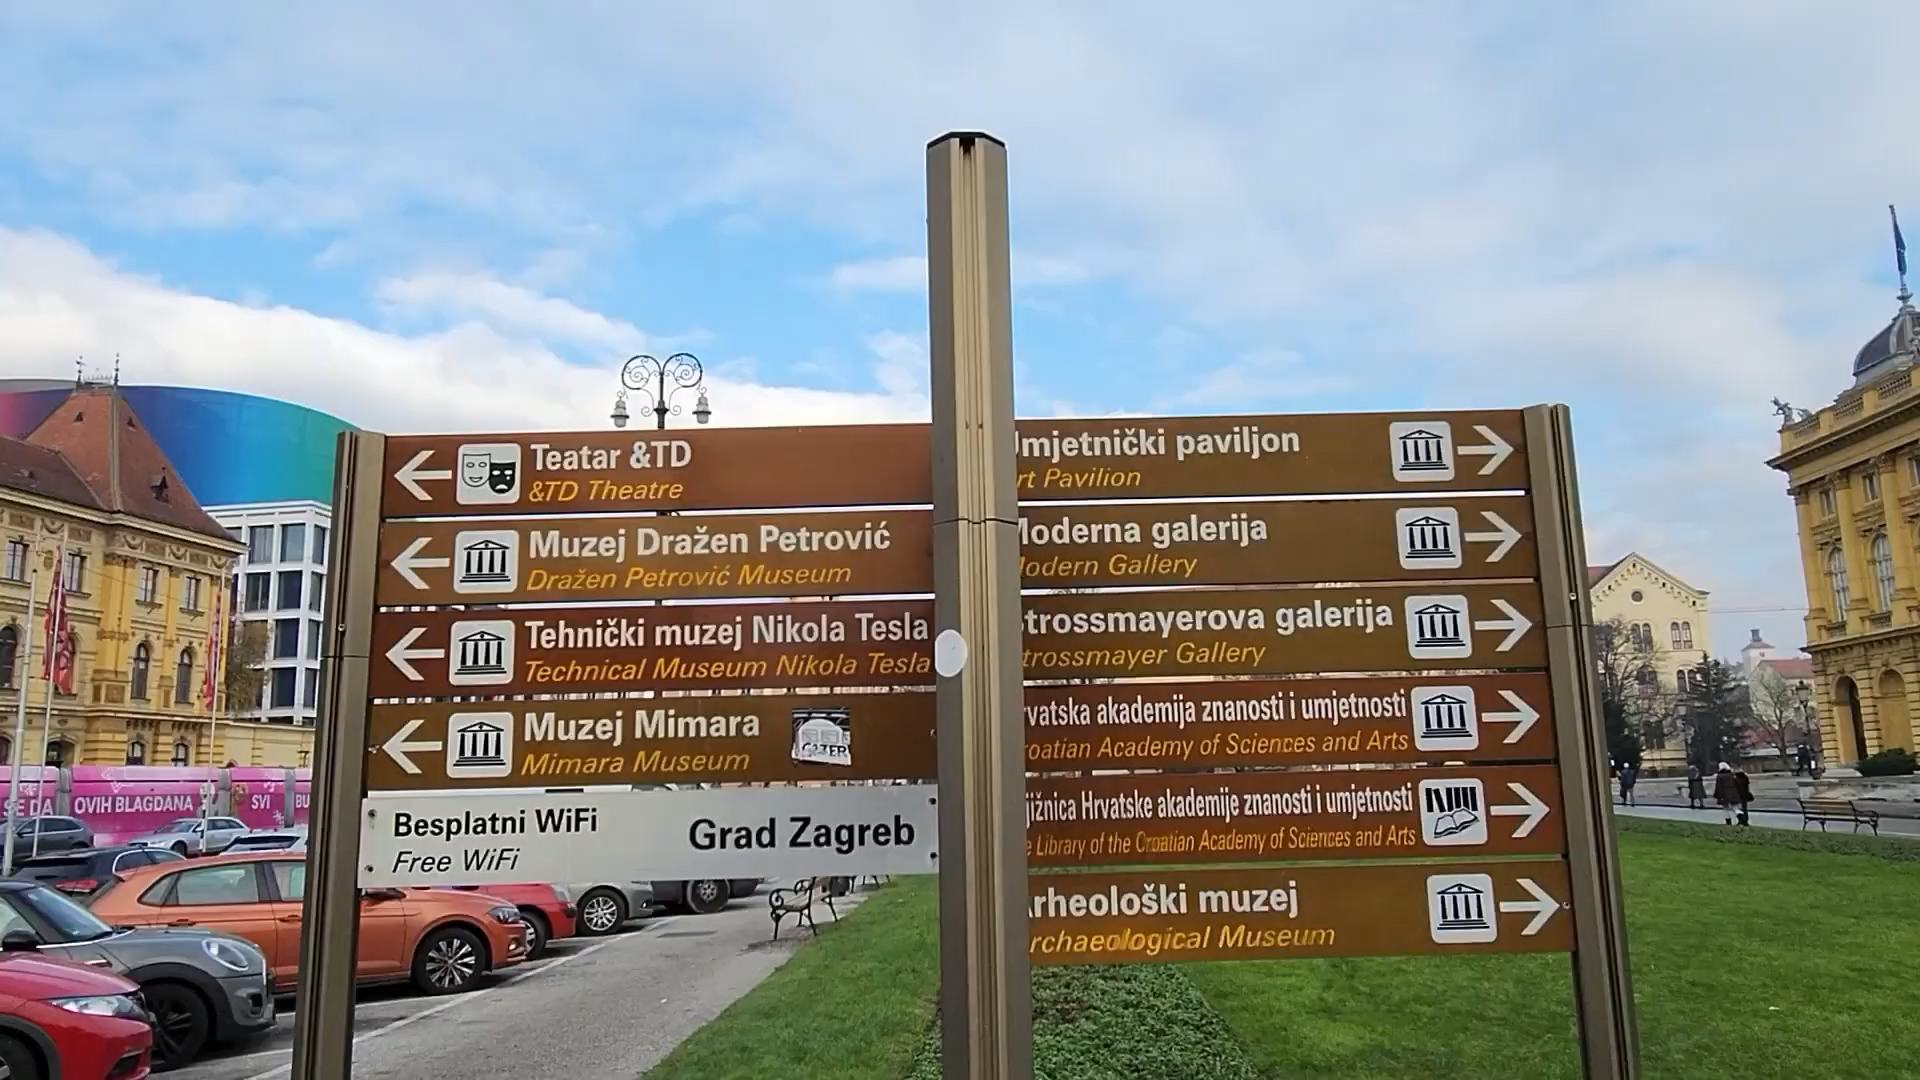 Teatar &TD
&TD Theatre
Muzej Dražen Petrović
Dražen Petrović Museum
Tehnički muzej Nikola Tesla
Technical Museum Nikola Tesla
Muzej Mimara
Mimara Museum
Besplatni WiFi
Free WiFi
Grad Zagreb
Umjetnički paviljon
rt Pavilion
Moderna galerija
Modern Gallery
Strossmayerova galerija
trossmayer Gallery
rvatska akademija znanosti i umjetnosti
roatian Academy of Sciences and Arts
jižnica Hrvatske akademije znanosti i umjetnosti
e Library of the Croatian Academy of Sciences and Arts
Arheološki muzej
rchaeological Museum
SE DA
OVIH BLAGDANA
SVI
BU